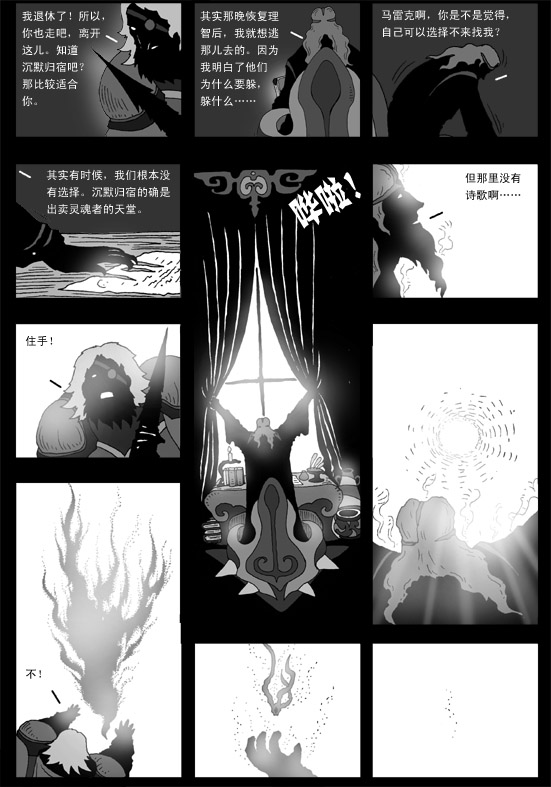 我退休了！所以，
你也走吧，离开
这儿。知道
沉默归宿吧？
那比较适合
你。
其实那晚恢复理
智后，我就想逃
那儿去的。因为
我明白了他们
为什么要躲，
躲什么……
马雷克啊，你是不是觉得，
自己可以选择不来找我？
其实有时候，我们根本没
有选择。沉默归宿的确是
出卖灵魂者的天堂。
哗啦！
但那里没有
诗歌啊……
住手！
不！